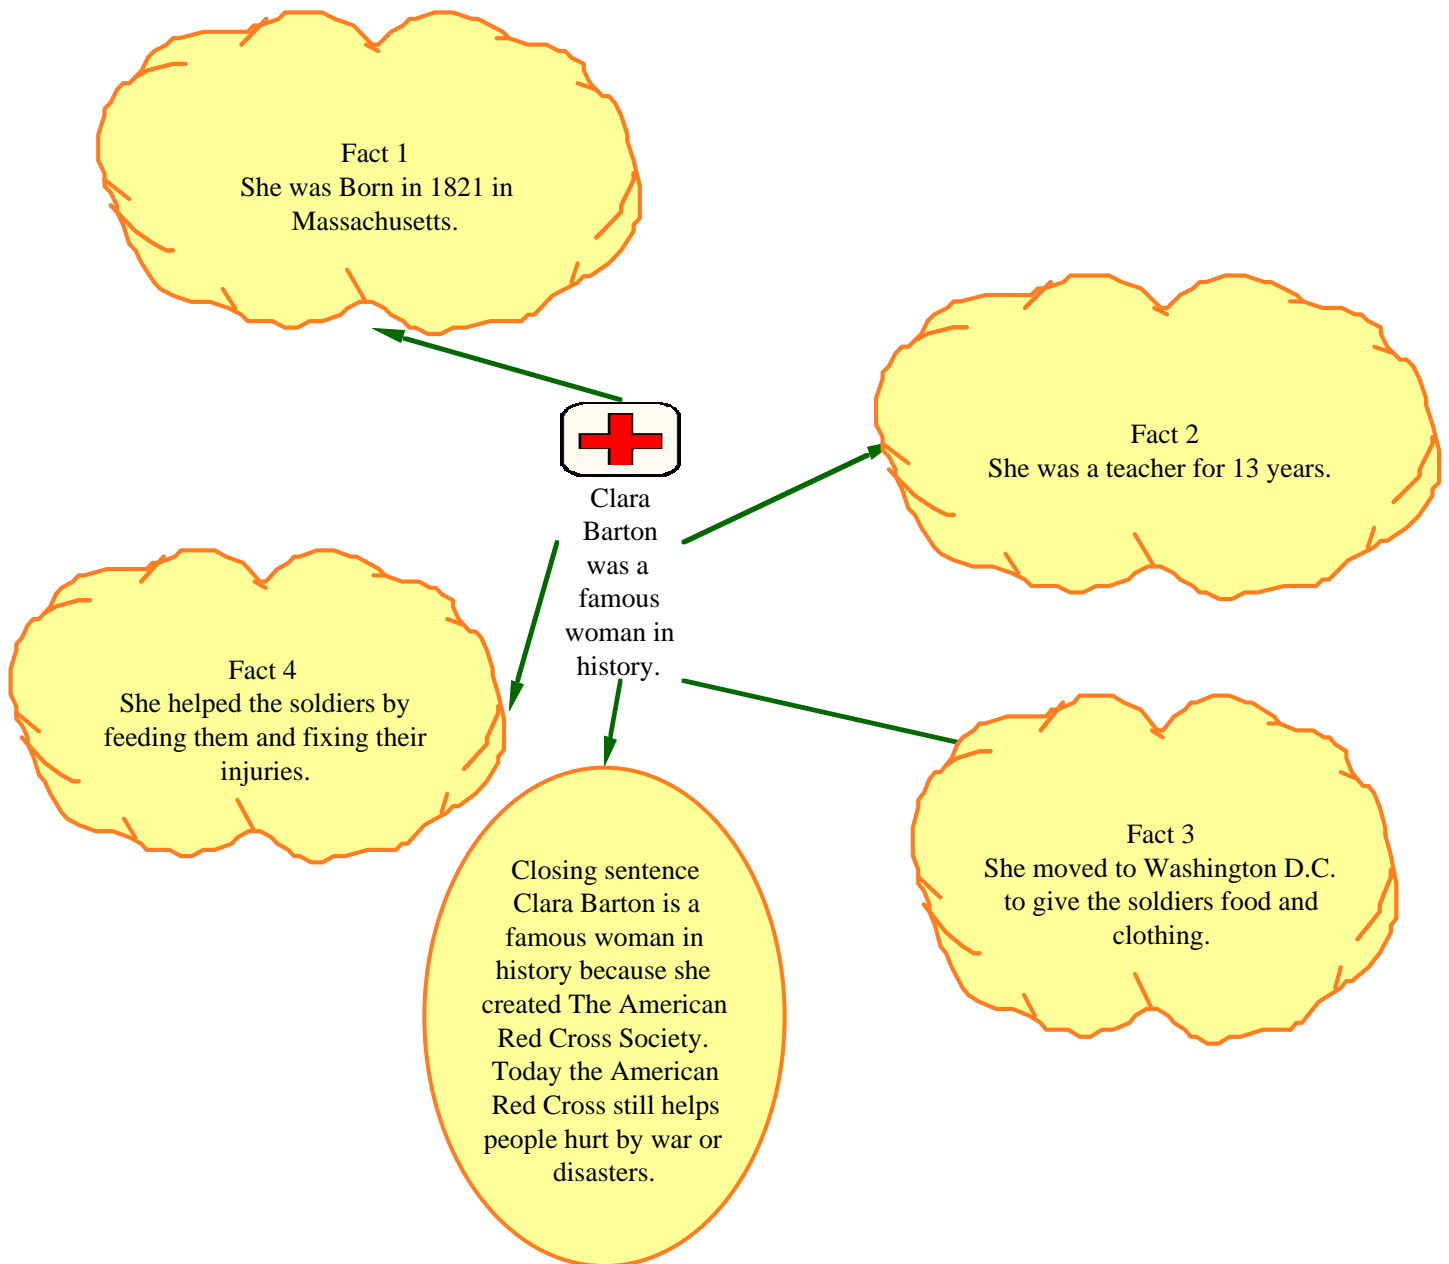 Fact 1
She was Born in 1821 in
Massachusetts.
Fact 2
She was a teacher for 13 years.
Clara
Barton
was a
famous
woman in
history.
Fact 4
She helped the soldiers by
feeding them and fixing their
injuries.
Fact 3
She moved to Washington D.C.
to give the soldiers food and
clothing.
Closing sentence
Clara Barton is a
famous woman in
history because she
created The American
Red Cross Society.
Today the American
Red Cross still helps
people hurt by war or
disasters.